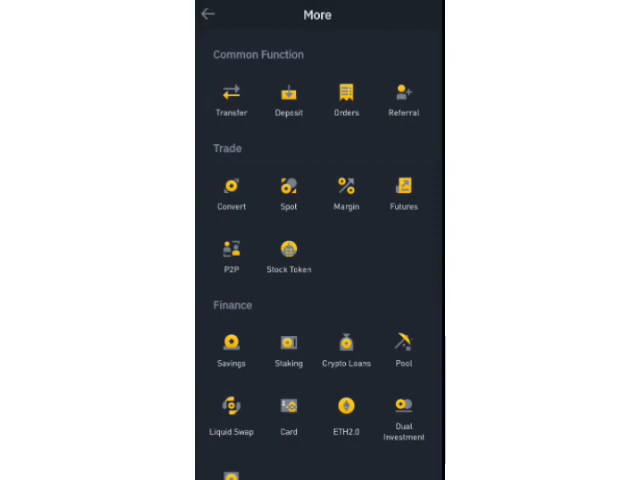 More
Common Function
Transfer Deposit Orders Referral
Trade
Convert Spot Margin Futures
P2P Stock Token
Finance
Savings Staking Crypto Loans Pool
Liquid Swap Card ETH2.0 Dual Investment